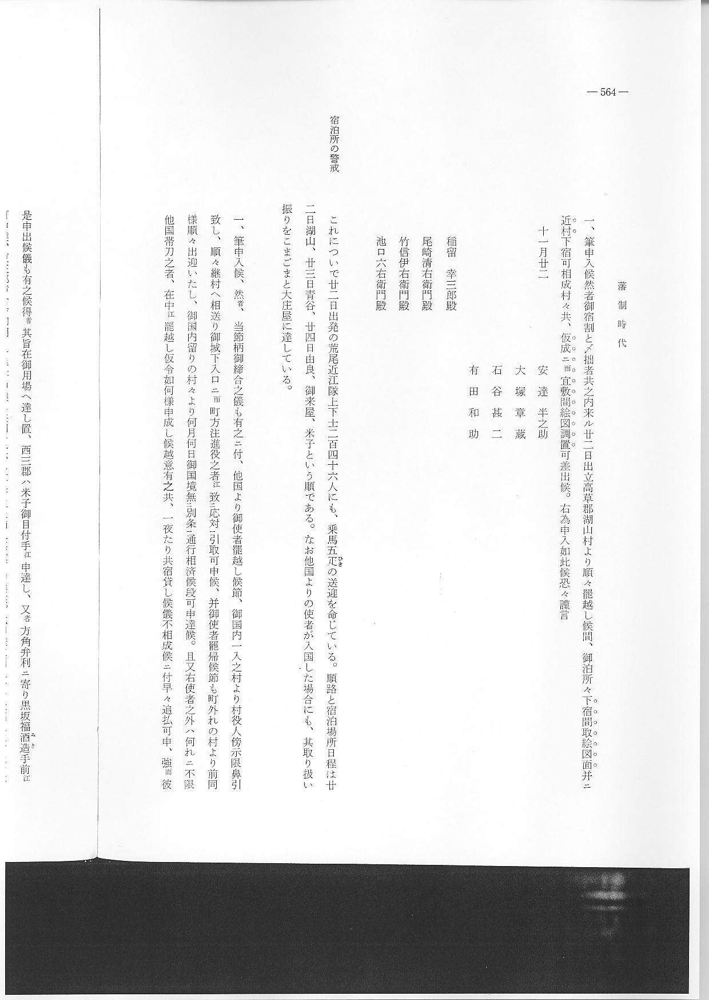 ― 564 ―
藩制時代
一、筆申入候然者御宿割と〆拙者共之内来ル廿二日出立高草郡湖山村より順々罷越し候間、御泊所々下宿間取絵図面并ニ
近村下宿可相成村々共、仮成ニ而宜敷間絵図調置可差出候。右為申入如此候恐々謹言
十一月廿二
安達半之助
大塚章蔵
石谷甚二
有田和助
稲留　幸三郎殿
尾崎清右衛門殿
竹信伊右衛門殿
池口六右衛門殿
宿泊所の警戒
これについで廿二日出発の荒尾近江隊上下士二百四十六人にも、乗馬五疋の送迎を命じている。順路と宿泊場所日程は廿
ひき
二日湖山、廿三日青谷、廿四日由良、御来屋、米子という順である。なお他国よりの使者が入国した場合にも、其取り扱い
振りをこまごまと大庄屋に達している。
一、筆申入候、然者、当節柄御締合之儀も有之ニ付、他国より御使者罷越し候節、御国内一入之村より村役人傍示限鼻引
致し、順々継村へ相送り御城下入口ニ而町方注進役之者江致ニ応対一引取可申候、并御使者罷帰候節も町外れの村より前同
様順々出迎いたし、御国内留りの村々より何月何日御国境無ニ別条一通行相済候段可申達候。且又右使者之外ハ何れニ不限
他国帯刀之者、在中江罷越し仮令如何様申成し候越意有之共、一夜たり共宿貸し候儀不相成候ニ付早々追払可申、強而彼
是申出候儀も有之候得者其旨在御用場へ達し置、西三郡ハ米子御目付手江申達し、又者方角弁利ニ寄り黒坂福酒造手前江
みき